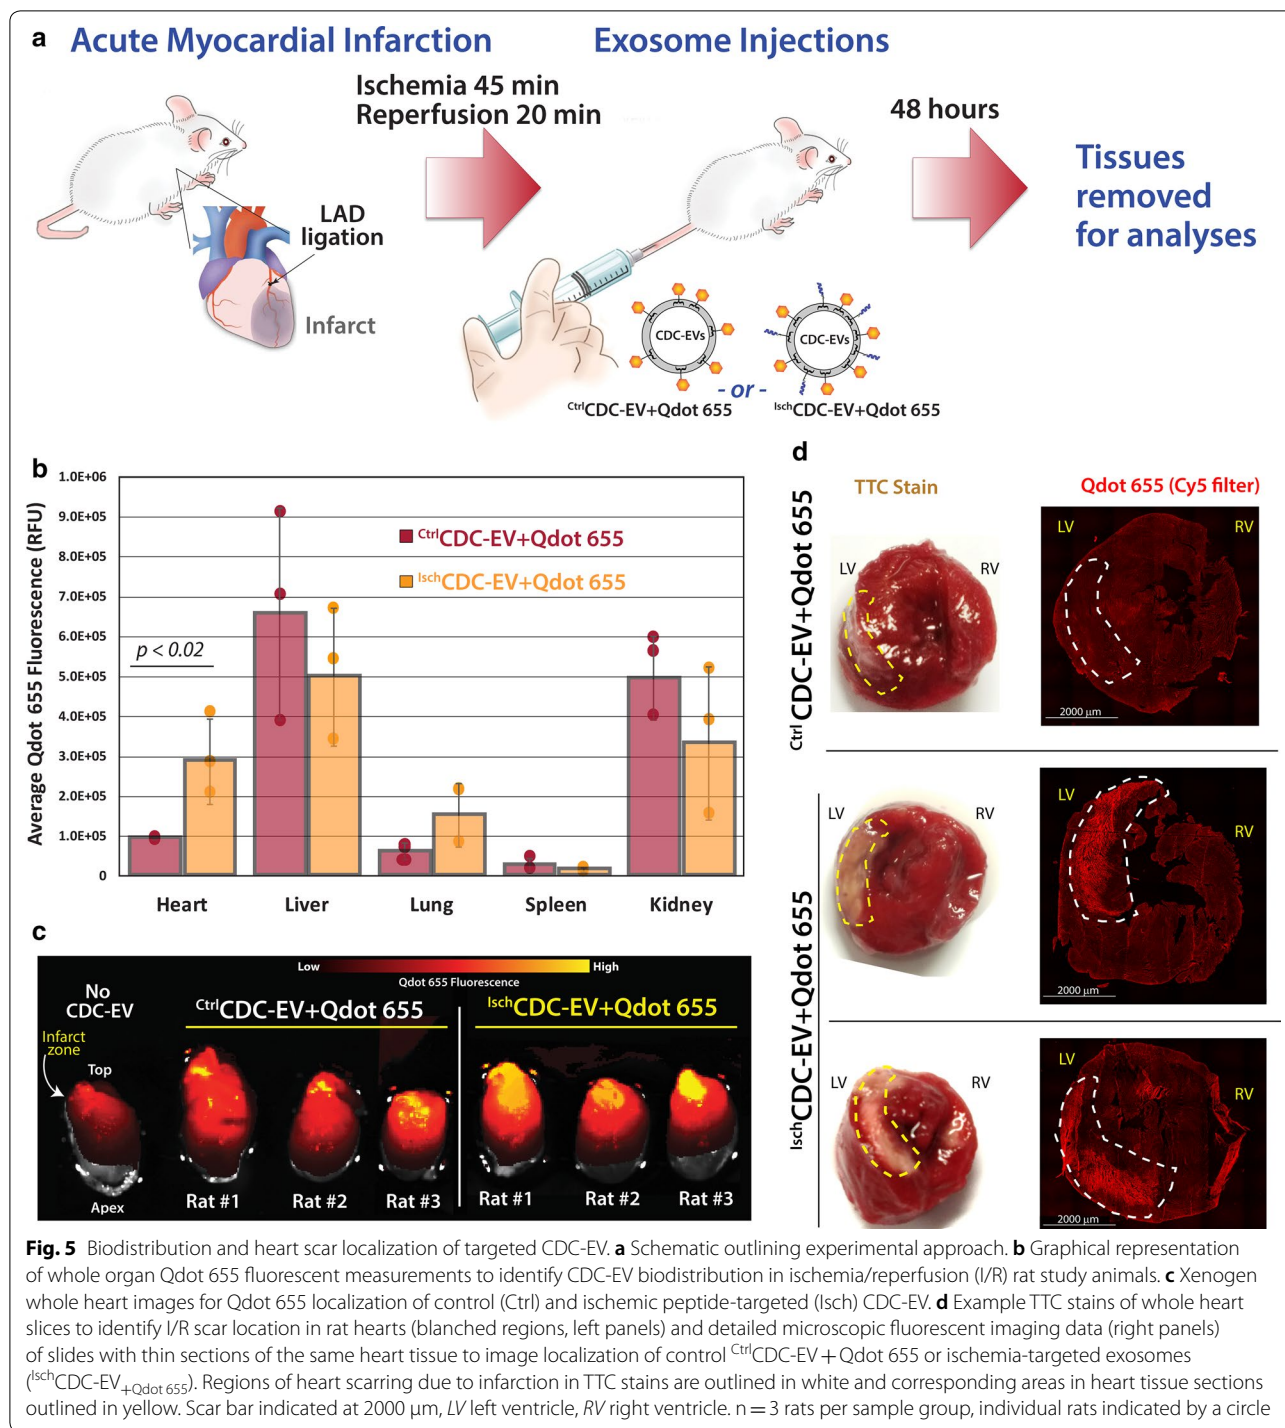 a
Acute Myocardial Infarction
Exosome Injections
Ischemia 45 min
Reperfusion 20 min
48 hours
Tissues
removed
for analyses
LAD
ligation
Infarct
CDC-EVs
CDC-EVs
- or -
CtrlCDC-EV+Qdot 655
IschCDC-EV+Qdot 655
b
Average Qdot 655 Fluorescence (RFU)
1.0E+06
9.0E+05
8.0E+05
7.0E+05
6.0E+05
5.0E+05
4.0E+05
3.0E+05
2.0E+05
1.0E+05
0
CtrlCDC-EV+Qdot 655
IschCDC-EV+Qdot 655
p < 0.02
Heart Liver Lung Spleen Kidney
c
Low High
Qdot 655 Fluorescence
No
CDC-EV
CtrlCDC-EV+Qdot 655
IschCDC-EV+Qdot 655
Infarct
zone
Top
Apex
Rat #1 Rat #2 Rat #3 Rat #1 Rat #2 Rat #3
d
TTC Stain
Qdot 655 (Cy5 filter)
CtrlCDC-EV+Qdot 655
LV RV
LV RV
2000 µm
IschCDC-EV+Qdot 655
LV RV
LV RV
2000 µm
LV RV
LV RV
2000 µm
Fig. 5 Biodistribution and heart scar localization of targeted CDC-EV. a Schematic outlining experimental approach. b Graphical representation
of whole organ Qdot 655 fluorescent measurements to identify CDC-EV biodistribution in ischemia/reperfusion (I/R) rat study animals. c Xenogen
whole heart images for Qdot 655 localization of control (Ctrl) and ischemic peptide-targeted (Isch) CDC-EV. d Example TTC stains of whole heart
slices to identify I/R scar location in rat hearts (blanched regions, left panels) and detailed microscopic fluorescent imaging data (right panels)
of slides with thin sections of the same heart tissue to image localization of control CtrlCDC-EV+Qdot 655 or ischemia-targeted exosomes
(IschCDC-EV+Qdot 655). Regions of heart scarring due to infarction in TTC stains are outlined in white and corresponding areas in heart tissue sections
outlined in yellow. Scar bar indicated at 2000 µm, LV left ventricle, RV right ventricle. n=3 rats per sample group, individual rats indicated by a circle